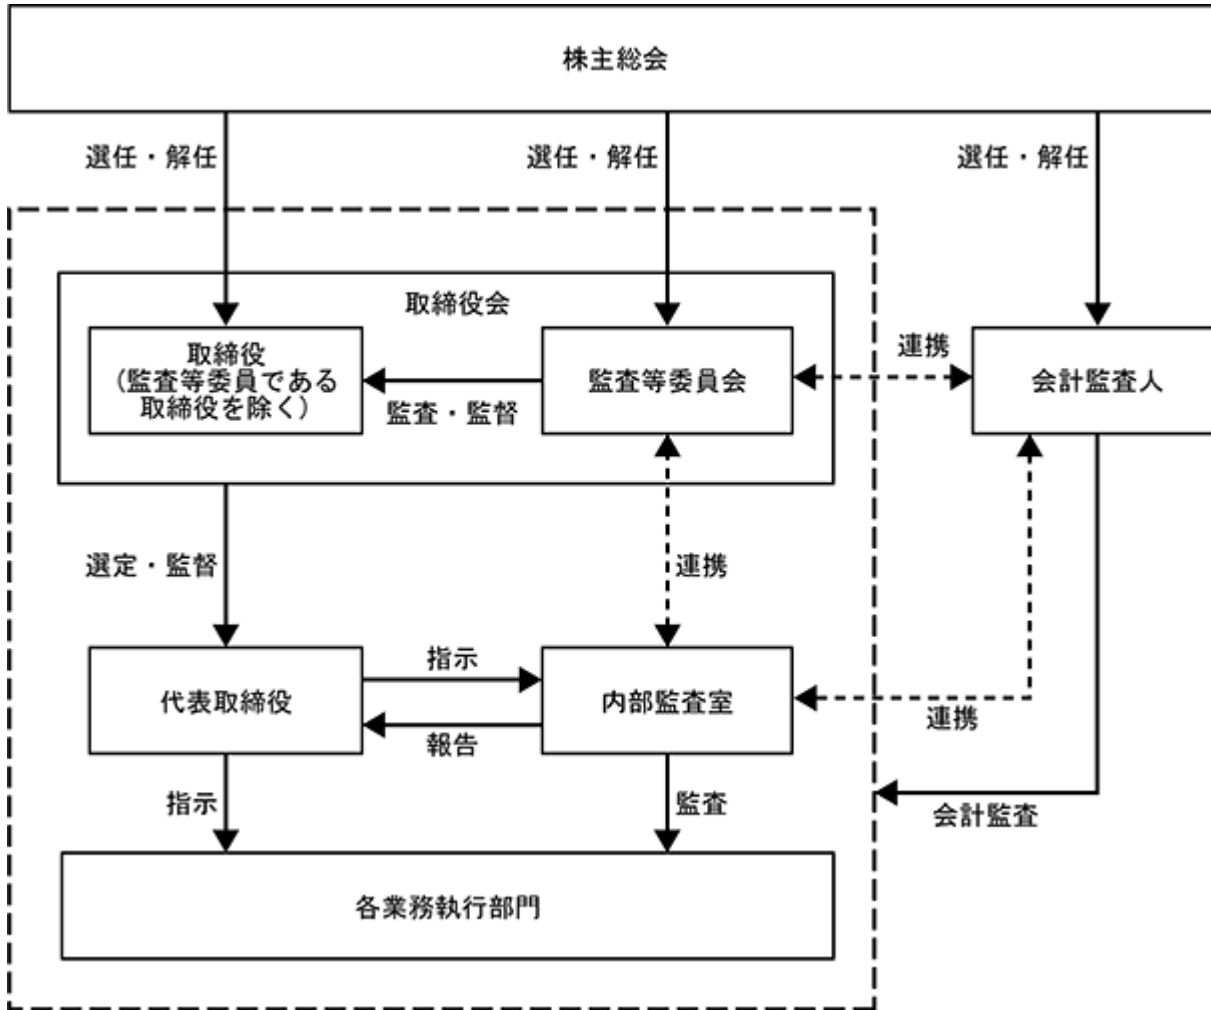 株主総会
選任・解任
選任・解任
選任・解任
取締役会
取締役
(監査等委員である
取締役を除く)
監査・監督
監査等委員会
連携
会計監査人
選定・監督
連携
代表取締役
指示
報告
内部監査室
連携
指示
監査
会計監査
各業務執行部門